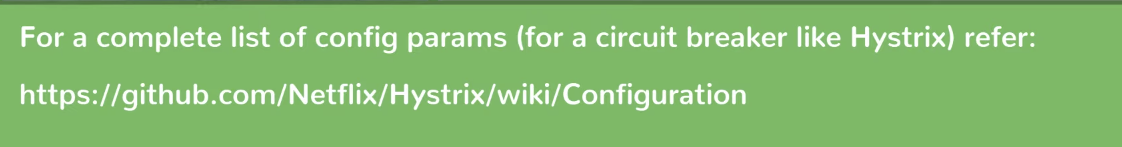 For a complete list of config params (for a circuit breaker like Hystrix) refer:
https://github.com/Netflix/Hystrix/wiki/Configuration